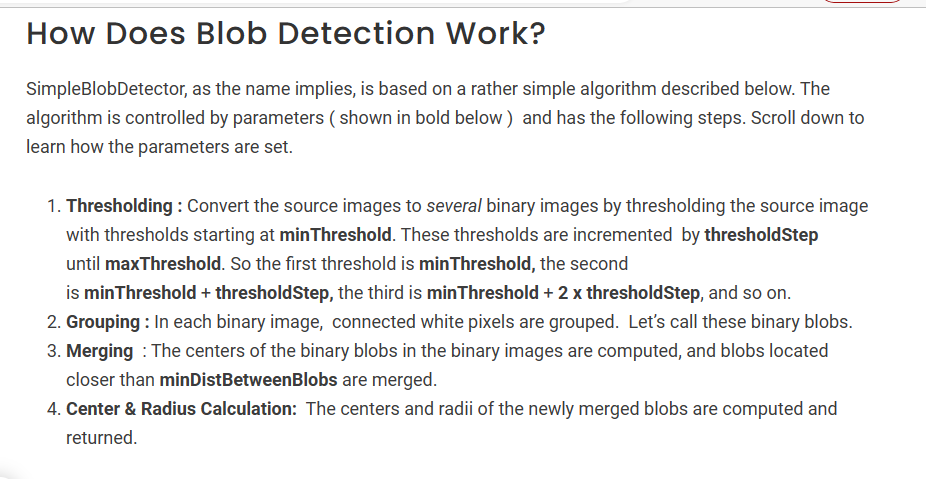 How Does Blob Detection Work?
SimpleBlobDetector, as the name implies, is based on a rather simple algorithm described below. The
algorithm is controlled by parameters ( shown in bold below )  and has the following steps. Scroll down to
learn how the parameters are set.
1. Thresholding : Convert the source images to several binary images by thresholding the source image
with thresholds starting at minThreshold. These thresholds are incremented  by thresholdStep
until maxThreshold. So the first threshold is minThreshold, the second
is minThreshold + thresholdStep, the third is minThreshold + 2 x thresholdStep, and so on.
2. Grouping : In each binary image,  connected white pixels are grouped.  Let’s call these binary blobs.
3. Merging  : The centers of the binary blobs in the binary images are computed, and blobs located
closer than minDistBetweenBlobs are merged.
4. Center & Radius Calculation:  The centers and radii of the newly merged blobs are computed and
returned.